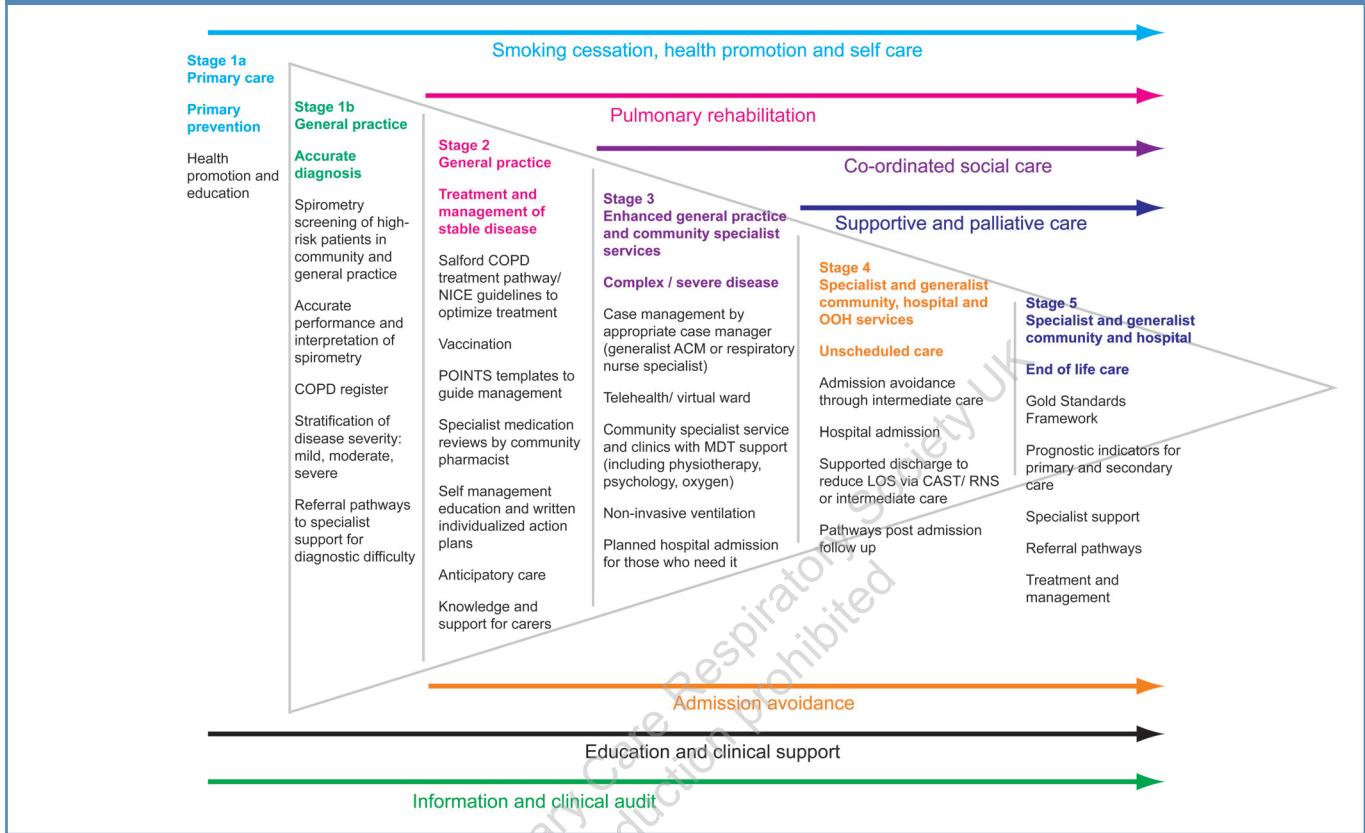 Smoking cessation, health promotion and self care
Stage 1a
Primary care
Primary
prevention
Health
promotion and
education
Stage 1b
General practice
Accurate
diagnosis
Spirometry
screening of high-
risk patients in
community and
general practice
Accurate
performance and
interpretation of
spirometry
COPD register
Stratification of
disease severity:
mild, moderate,
severe
Referral pathways
to specialist
support for
diagnostic difficulty
Pulmonary rehabilitation
Stage 2
General practice
Treatment and
management of
stable disease
Salford COPD
treatment pathway/
NICE guidelines to
optimize treatment
Vaccination
POINTS templates to
guide management
Specialist medication
reviews by community
pharmacist
Self management
education and written
individualized action
plans
Anticipatory care
Knowledge and
support for carers
Co-ordinated social care
Stage 3
Enhanced general practice
and community specialist
services
Complex / severe disease
Case management by
appropriate case manager
(generalist ACM or respiratory
nurse specialist)
Telehealth/ virtual ward
Community specialist service
and clinics with MDT support
(including physiotherapy,
psychology, oxygen)
Non-invasive ventilation
Planned hospital admission
for those who need it
Supportive and palliative care
Stage 4
Specialist and generalist
community, hospital and
OOH services
Unscheduled care
Admission avoidance
through intermediate care
Hospital admission
Supported discharge to
reduce LOS via CAST/ RNS
or intermediate care
Pathways post admission
follow up
Stage 5
Specialist and generalist
community and hospital
End of life care
Gold Standards
Framework
Prognostic indicators for
primary and secondary
care
Specialist support
Referral pathways
Treatment and
management
Admission avoidance
Education and clinical support
Information and clinical audit
Care Respiratory Society UK
prohibited